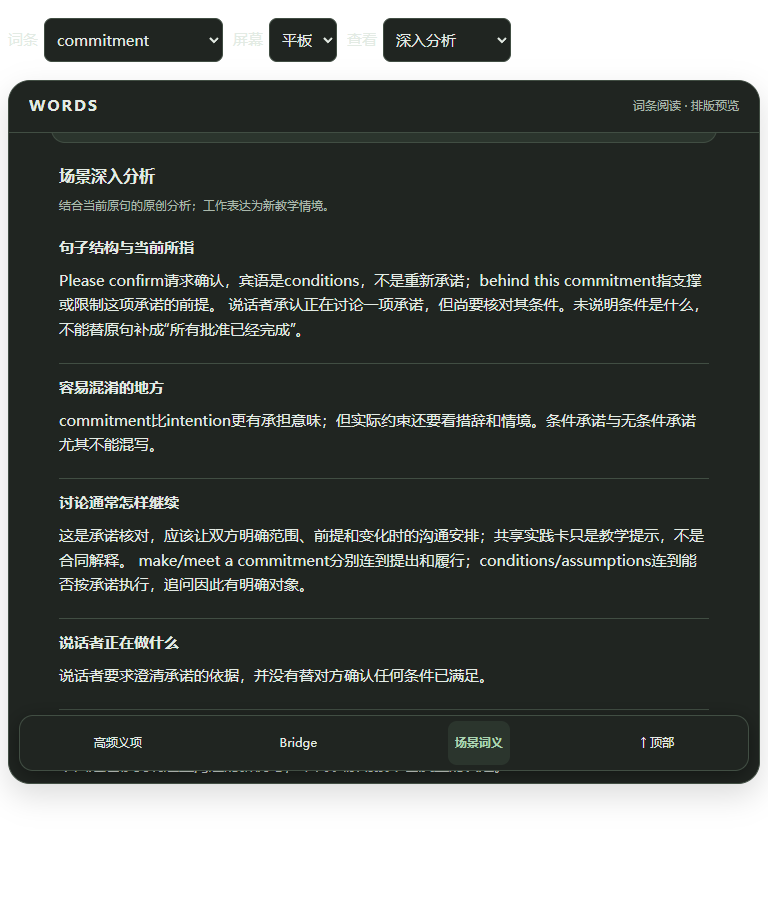 词条 commitment 屏幕 平板 查看 深入分析
WORDS 词条阅读 · 排版预览
场景深入分析
结合当前原句的原创分析；工作表达为新教学情境。
句子结构与当前所指
Please confirm请求确认，宾语是conditions，不是重新承诺；behind this commitment指支撑
或限制这项承诺的前提。 说话者承认正在讨论一项承诺，但尚要核对其条件。未说明条件是什么，
不能替原句补成“所有批准已经完成”。
容易混淆的地方
commitment比intention更有承担意味；但实际约束还要看措辞和情境。条件承诺与无条件承诺
尤其不能混写。
讨论通常怎样继续
这是承诺核对，应该让双方明确范围、前提和变化时的沟通安排；共享实践卡只是教学提示，不是
合同解释。 make/meet a commitment分别连到提出和履行；conditions/assumptions连到能
否按承诺执行，追问因此有明确对象。
说话者正在做什么
说话者要求澄清承诺的依据，并没有替对方确认任何条件已满足。
高频义项 Bridge 场景词义 ↑ 顶部